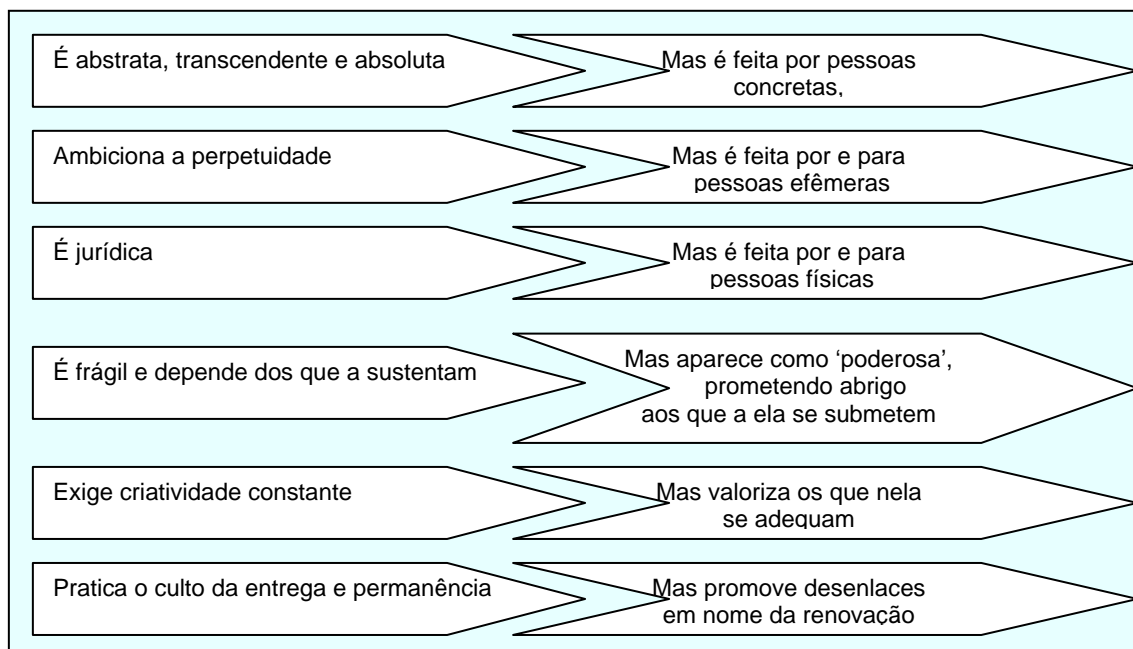 É abstrata, transcendente e absoluta
Mas é feita por pessoas
concretas,
Ambiciona a perpetuidade
Mas é feita por e para
pessoas efêmeras
É jurídica
Mas é feita por e para
pessoas físicas
É frágil e depende dos que a sustentam
Mas aparece como ‘poderosa’,
prometendo abrigo
aos que a ela se submetem
Exige criatividade constante
Mas valoriza os que nela
se adequam
Pratica o culto da entrega e permanência
Mas promove desenlaces
em nome da renovação